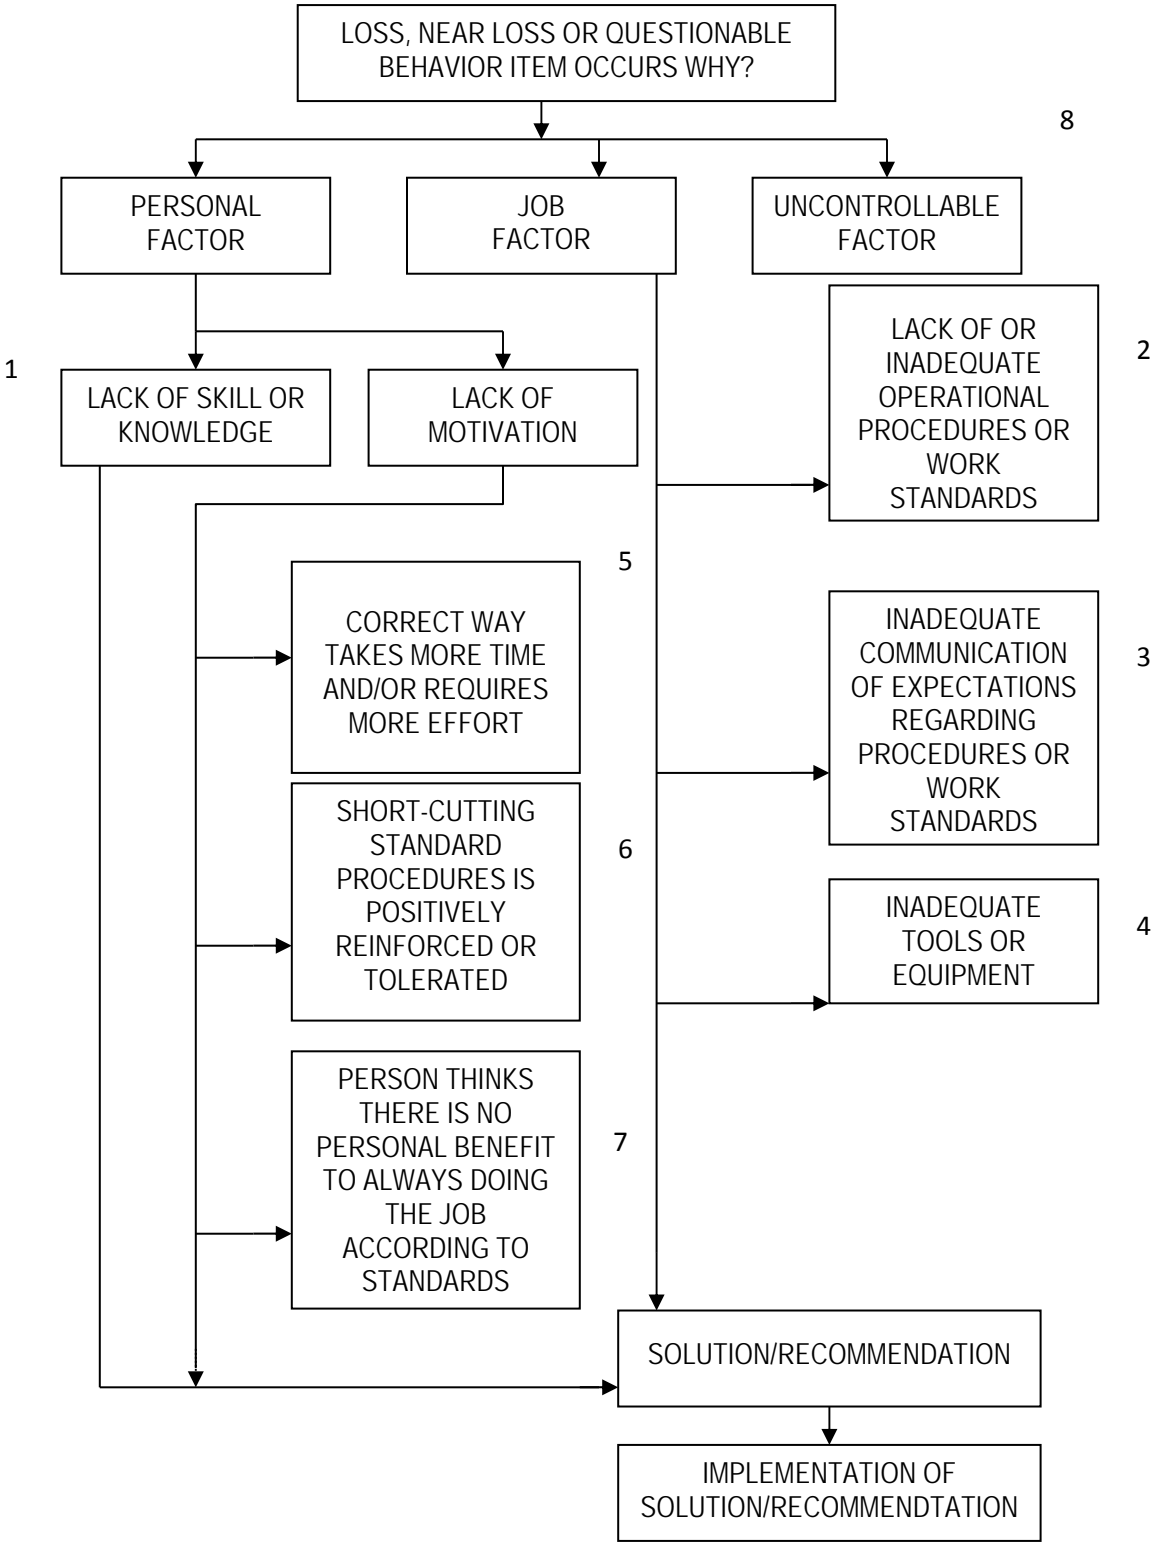 LOSS, NEAR LOSS OR QUESTIONABLE
BEHAVIOR ITEM OCCURS WHY?
8
PERSONAL
FACTOR
JOB
FACTOR
UNCONTROLLABLE
FACTOR
1
LACK OF SKILL OR
KNOWLEDGE
LACK OF
MOTIVATION
LACK OF OR
INADEQUATE
OPERATIONAL
PROCEDURES OR
WORK
STANDARDS
2
5
CORRECT WAY
TAKES MORE TIME
AND/OR REQUIRES
MORE EFFORT
INADEQUATE
COMMUNICATION
OF EXPECTATIONS
REGARDING
PROCEDURES OR
WORK
STANDARDS
3
SHORT-CUTTING
STANDARD
PROCEDURES IS
POSITIVELY
REINFORCED OR
TOLERATED
6
INADEQUATE
TOOLS OR
EQUIPMENT
4
PERSON THINKS
THERE IS NO
PERSONAL BENEFIT
TO ALWAYS DOING
THE JOB
ACCORDING TO
STANDARDS
7
SOLUTION/RECOMMENDATION
IMPLEMENTATION OF
SOLUTION/RECOMMENDTATION